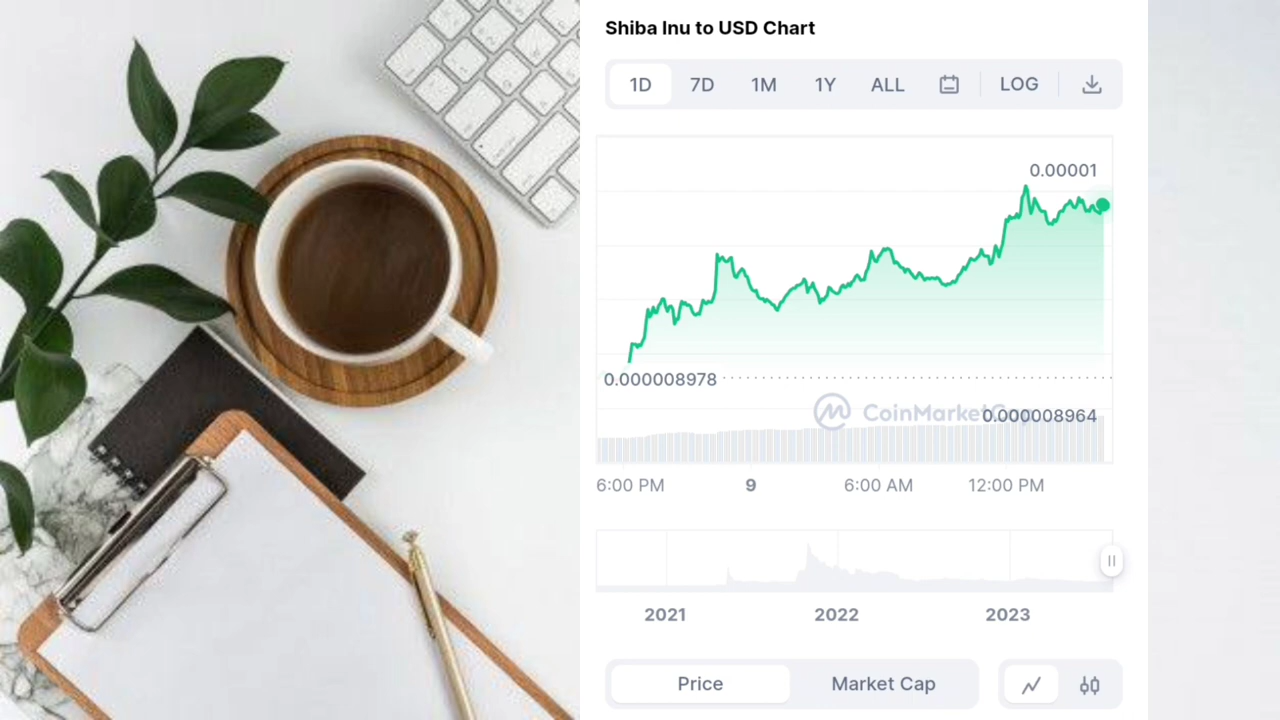 Shiba Inu to USD Chart
1D 7D 1M 1Y ALL LOG
0.00001
0.000008978
CoinMarketC
0.000008964
6:00 PM 9 6:00 AM 12:00 PM
2021 2022 2023
Price Market Cap